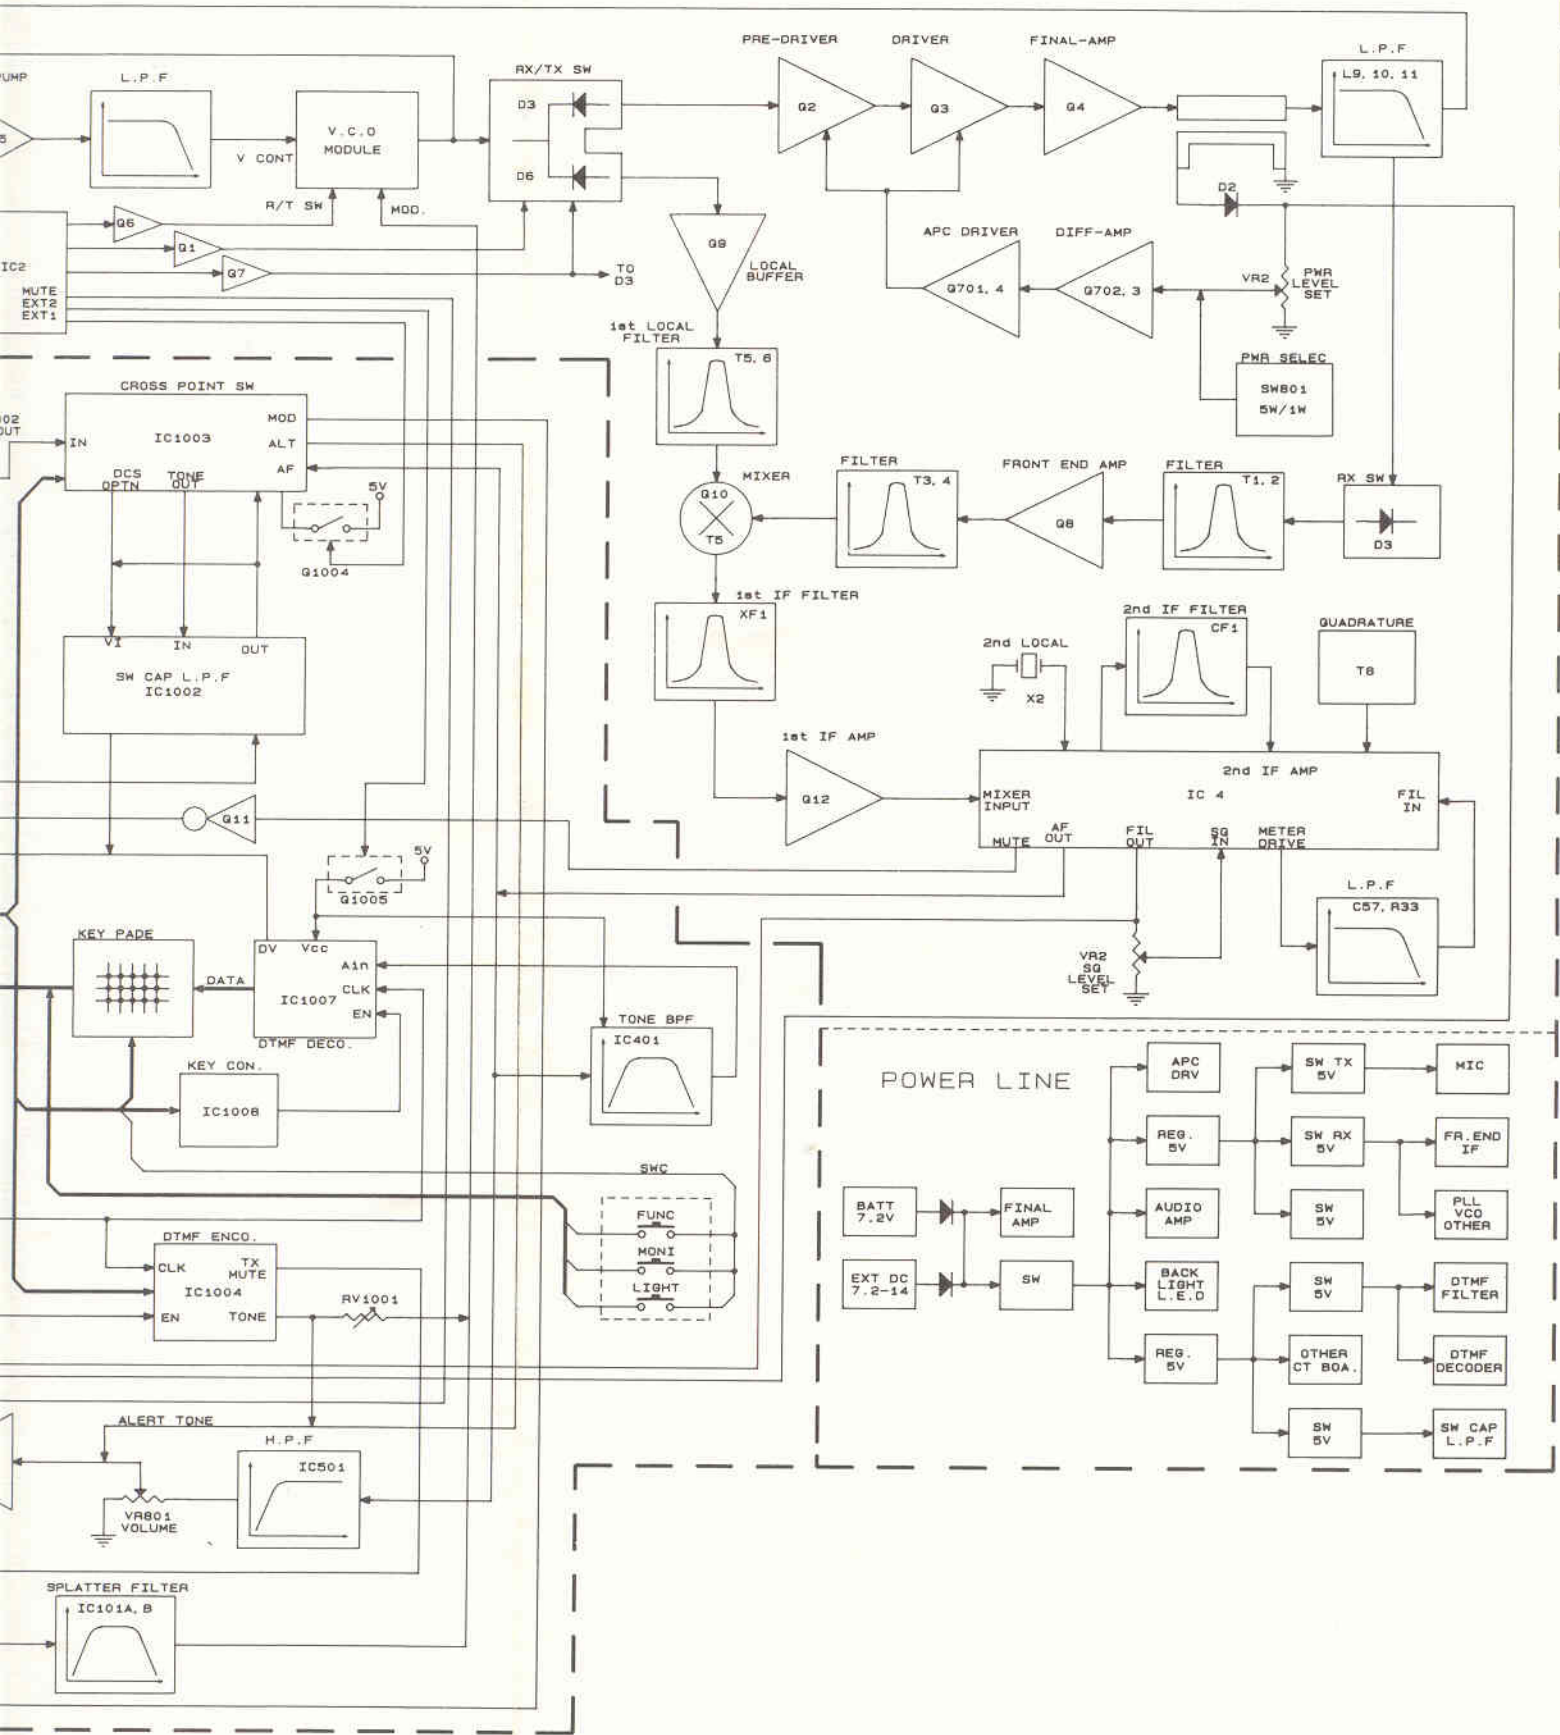 PRE-DRIVER
DRIVER
FINAL-AMP
L.P.F
L9, 10, 11
Q2
Q3
Q4
UMP
L.P.F
V CONT
V.C.O
MODULE
RX/TX SW
D3
D6
R/T SW
MOD.
Q6
Q1
Q7
TO
D3
IC2
MUTE
EXT2
EXT1
Q9
LOCAL
BUFFER
D2
APC DRIVER
DIFF-AMP
Q701, 4
Q702, 3
VR2
PWR
LEVEL
SET
PWR SELEC
SW801
5W/1W
1st LOCAL
FILTER
T5, 6
CROSS POINT SW
IC1003
MOD
ALT
AF
IN
DCS
OPTN
TONE
OUT
02
OUT
5V
Q1004
MIXER
Q10
T5
FILTER
T3, 4
FRONT END AMP
Q8
FILTER
T1, 2
RX SW
D3
1st IF FILTER
XF1
VI
IN
OUT
SW CAP L.P.F
IC1002
2nd LOCAL
X2
2nd IF FILTER
CF1
QUADRATURE
T8
1st IF AMP
Q12
2nd IF AMP
IC 4
MIXER
INPUT
FIL
IN
MUTE
AF
OUT
FIL
OUT
SQ
IN
METER
DRIVE
Q11
5V
Q1005
L.P.F
C57, R33
VR2
SQ
LEVEL
SET
KEY PADE
DATA
DV
Vcc
Ain
CLK
EN
IC1007
DTMF DECO.
TONE BPF
IC401
KEY CON.
IC1008
SWC
FUNC
MONI
LIGHT
DTMF ENCO.
CLK
TX
MUTE
IC1004
EN
TONE
RV1001
ALERT TONE
H.P.F
IC501
VR801
VOLUME
SPLATTER FILTER
IC101A, B
POWER LINE
BATT
7.2V
EXT DC
7.2-14
FINAL
AMP
SW
APC
DRV
REG.
5V
AUDIO
AMP
BACK
LIGHT
L.E.D
REG.
5V
SW TX
5V
SW RX
5V
SW
5V
SW
5V
OTHER
CT BOA.
SW
5V
MIC
FR.END
IF
PLL
VCO
OTHER
DTMF
FILTER
DTMF
DECODER
SW CAP
L.P.F